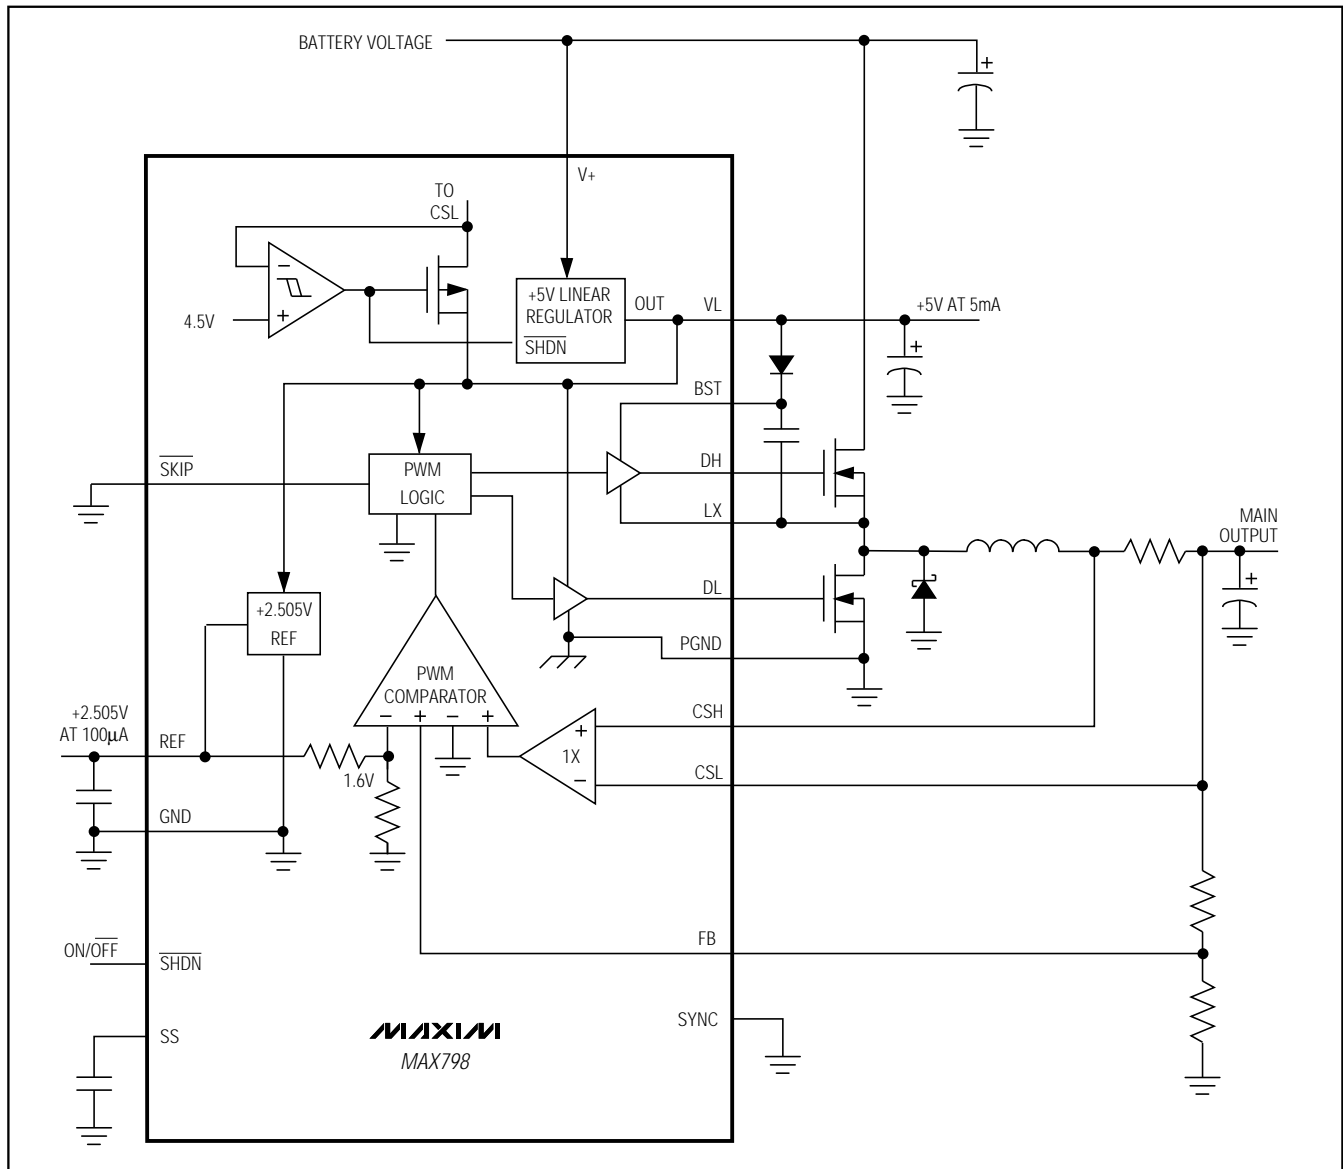 BATTERY VOLTAGE
V+
TO
CSL
4.5V
+5V LINEAR
REGULATOR
SHDN
OUT
VL
+5V AT 5mA
BST
SKIP
PWM
LOGIC
DH
LX
MAIN
OUTPUT
DL
+2.505V
REF
PGND
PWM
COMPARATOR
+2.505V
AT 100μA
REF
1.6V
1X
CSH
CSL
GND
FB
ON/OFF
SHDN
SS
SYNC
MAXIM
MAX798